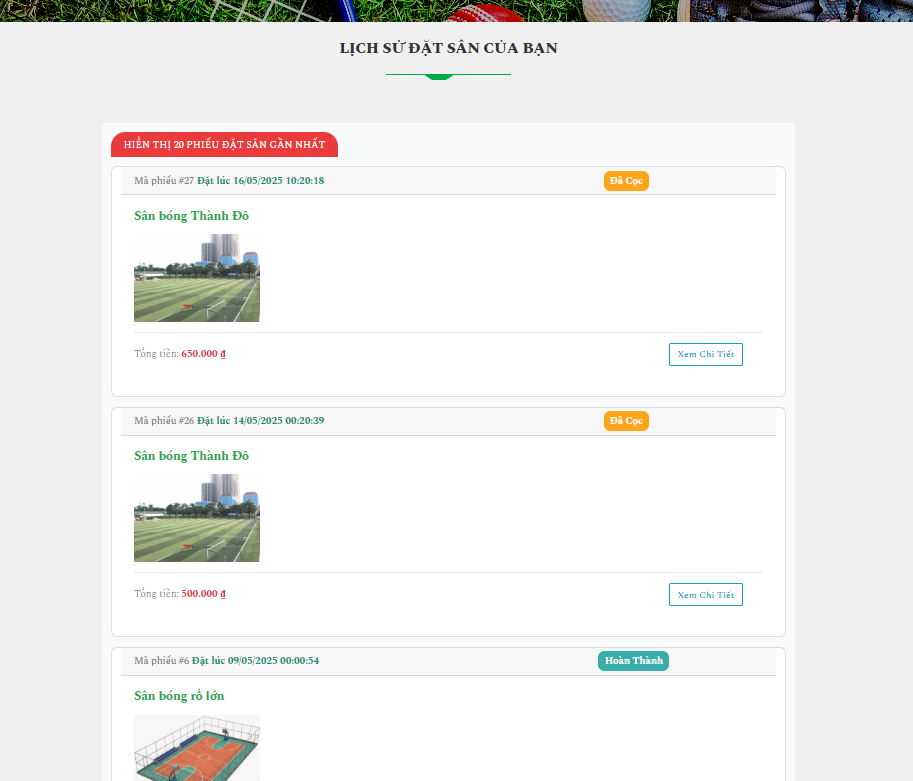 LỊCH SỬ ĐẶT SÂN CỦA BẠN
HIỂN THỊ 20 PHIẾU ĐẶT SÂN GẦN NHẤT
Mã phiếu #27 Đặt lúc 16/05/2025 10:20:18 Đã Cọc
Sân bóng Thành Đô
Tổng tiền: 650.000 ₫ Xem Chi Tiết
Mã phiếu #26 Đặt lúc 14/05/2025 00:20:39 Đã Cọc
Sân bóng Thành Đô
Tổng tiền: 500.000 ₫ Xem Chi Tiết
Mã phiếu #6 Đặt lúc 09/05/2025 00:00:54 Hoàn Thành
Sân bóng rổ lớn